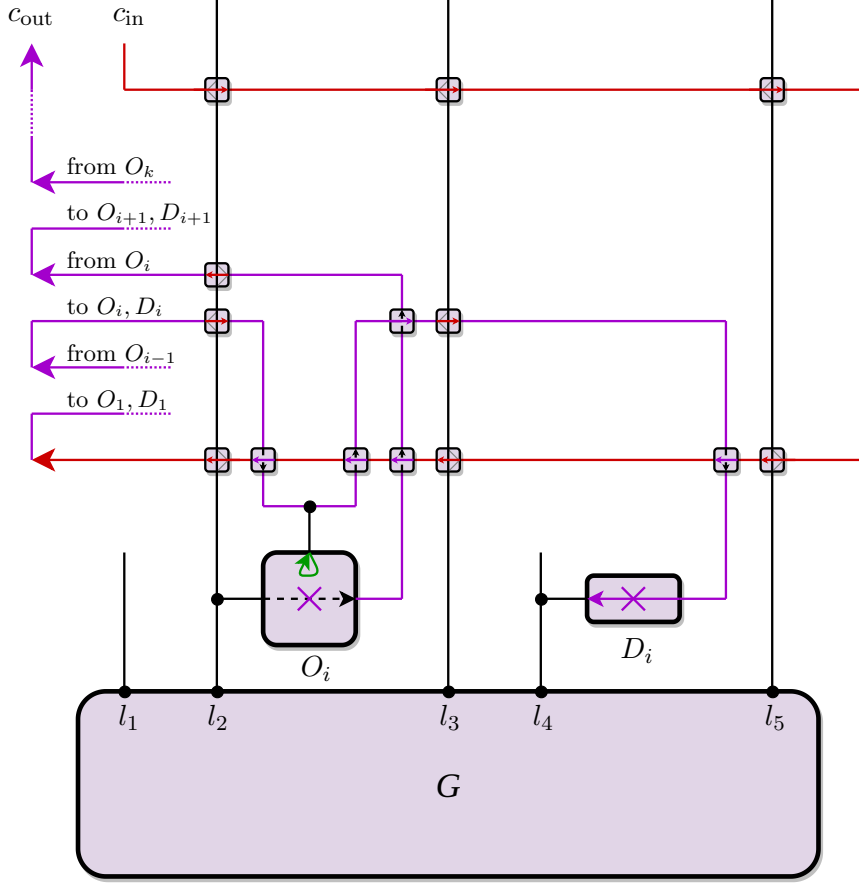 c_out c_in
from O_k
to O_{i+1}, D_{i+1}
from O_i
to O_i, D_i
from O_{i−1}
to O_1, D_1
O_i D_i
l_1 l_2 l_3 l_4 l_5
G